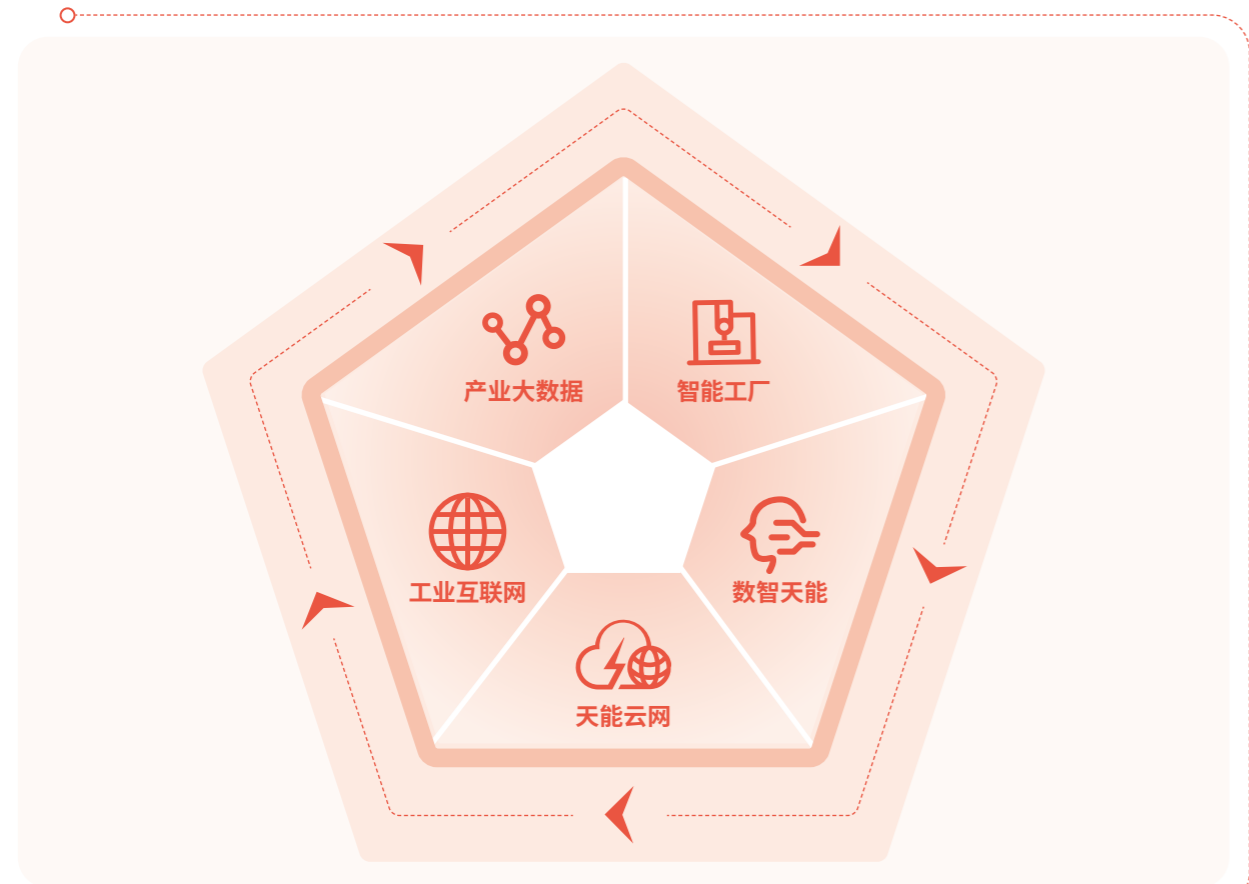 产业大数据
智能工厂
工业互联网
数智天能
天能云网